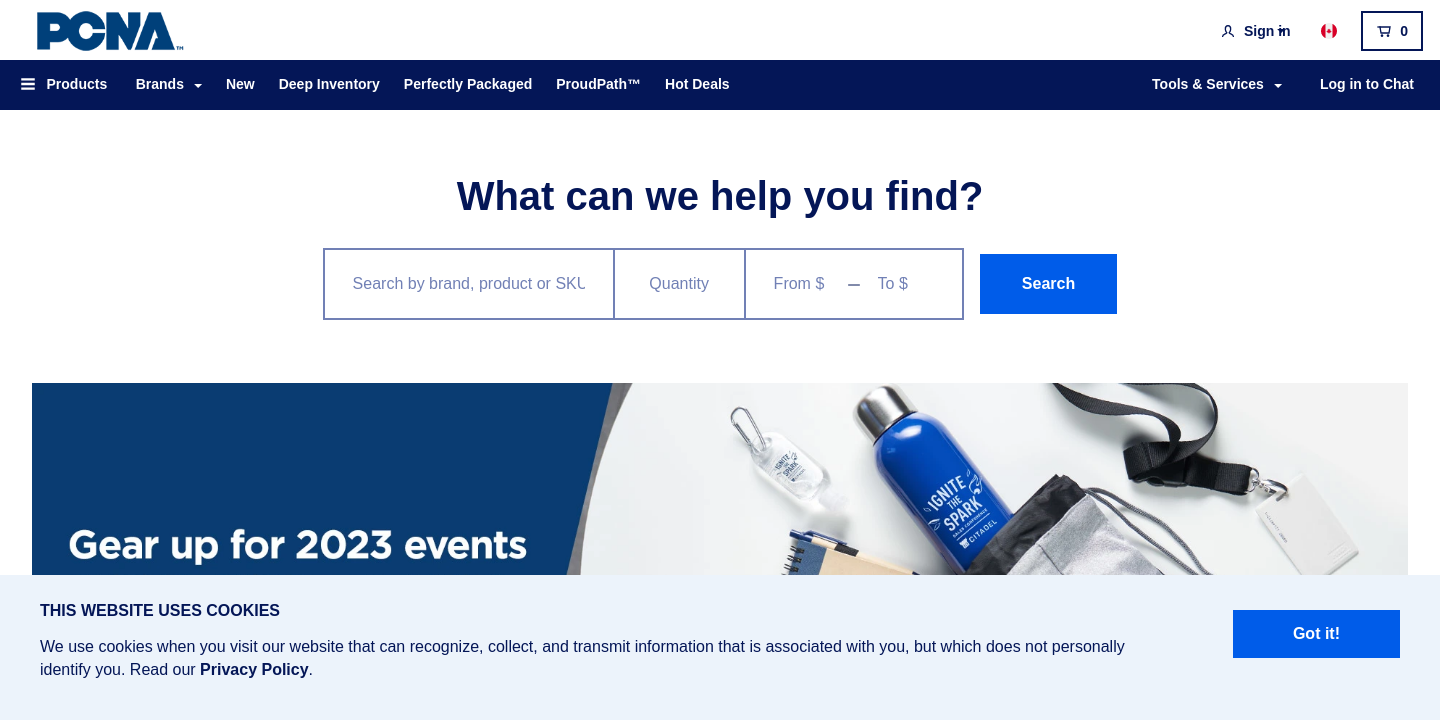 PCNA™
Sign in
0
Products Brands New Deep Inventory Perfectly Packaged ProudPath™ Hot Deals Tools & Services Log in to Chat
What can we help you find?
Search by brand, product or SKU Quantity From $ – To $ Search
IGNITE THE SPARK
IGNITE
THE
SPARK
CITADEL
Gear up for 2023 events
THIS WEBSITE USES COOKIES
We use cookies when you visit our website that can recognize, collect, and transmit information that is associated with you, but which does not personally
identify you. Read our Privacy Policy.
Got it!